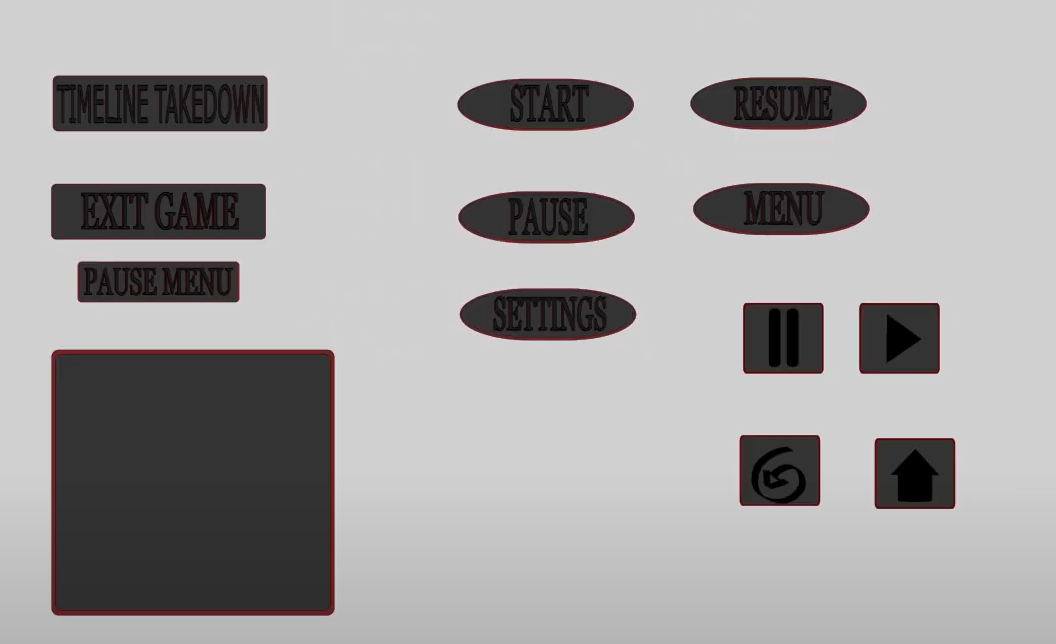 TIMELINE TAKEDOWN
START
RESUME
EXIT GAME
PAUSE
MENU
PAUSE MENU
SETTINGS